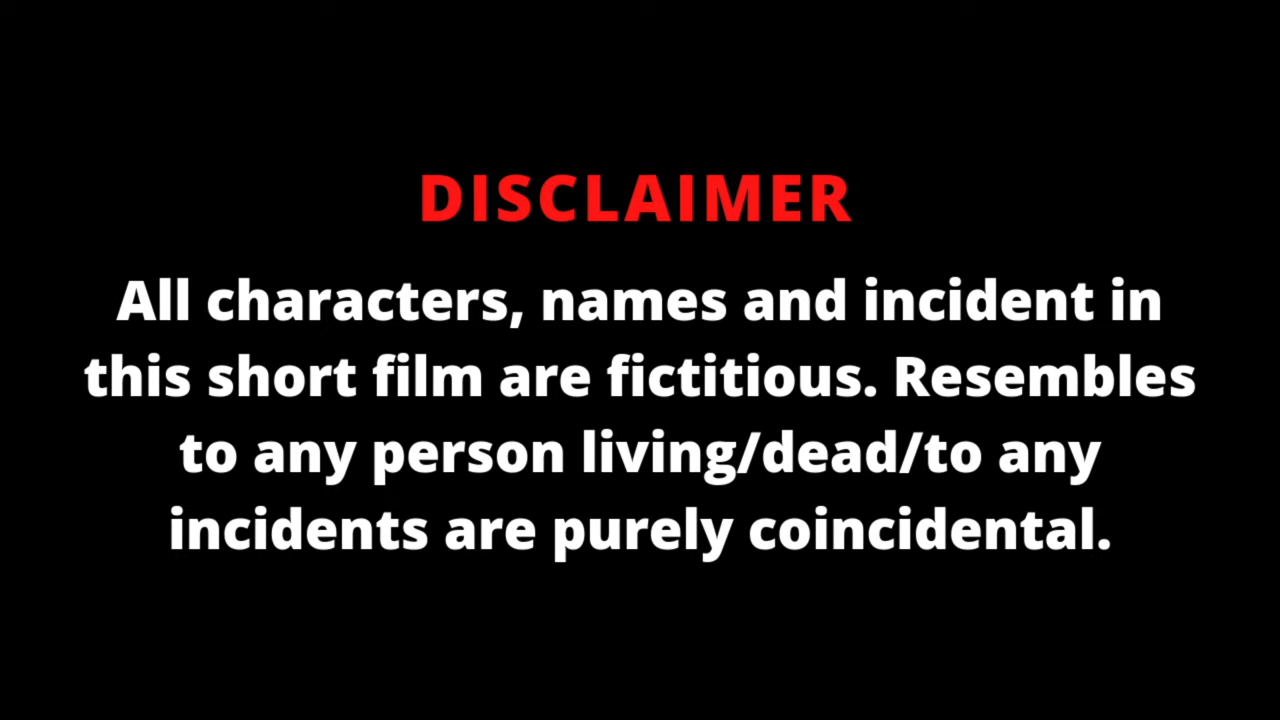 DISCLAIMER
All characters, names and incident in
this short film are fictitious. Resembles
to any person living/dead/to any
incidents are purely coincidental.